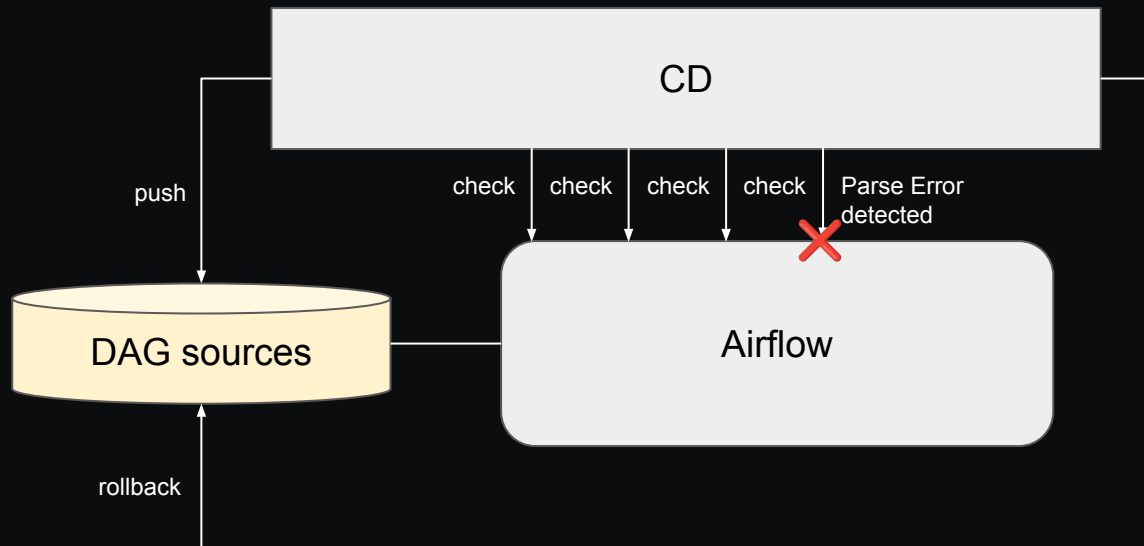 CD
push
check
check
check
check
Parse Error
detected
DAG sources
Airflow
rollback